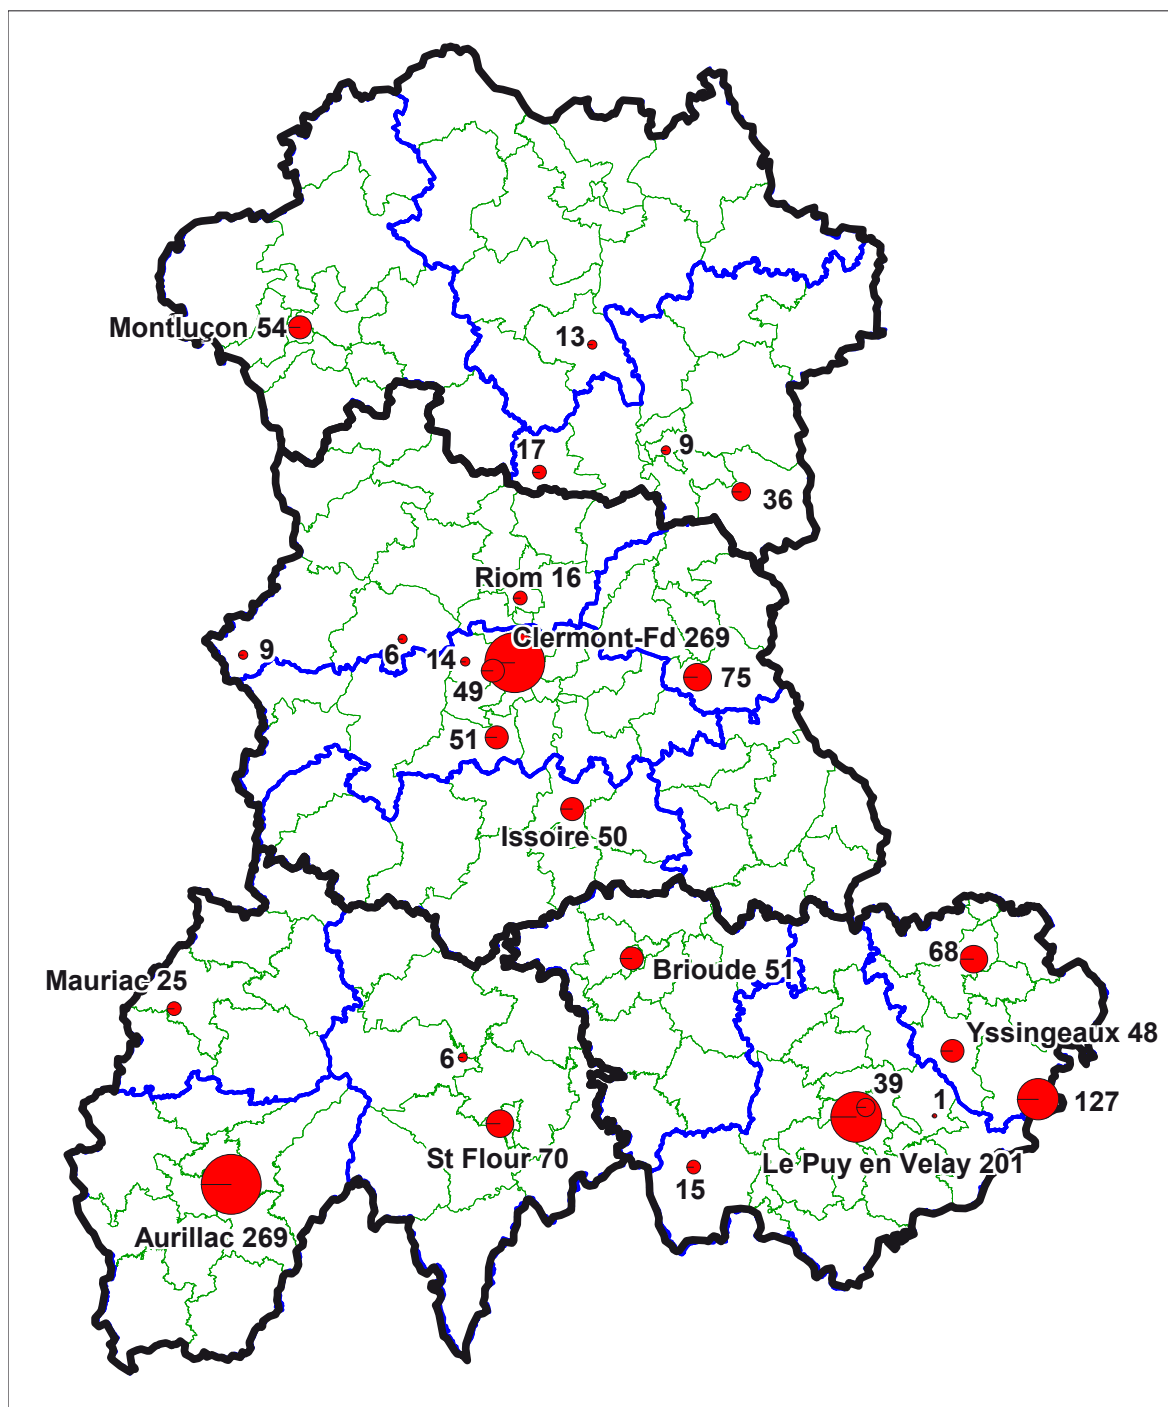 Montluçon 54
13
17
9
36
Riom 16
Clermont-Fd 269
9
6
14
49
75
51
Issoire 50
68
Brioude 51
Mauriac 25
Yssingeaux 48
6
39
1
127
St Flour 70
Le Puy en Velay 201
15
Aurillac 269